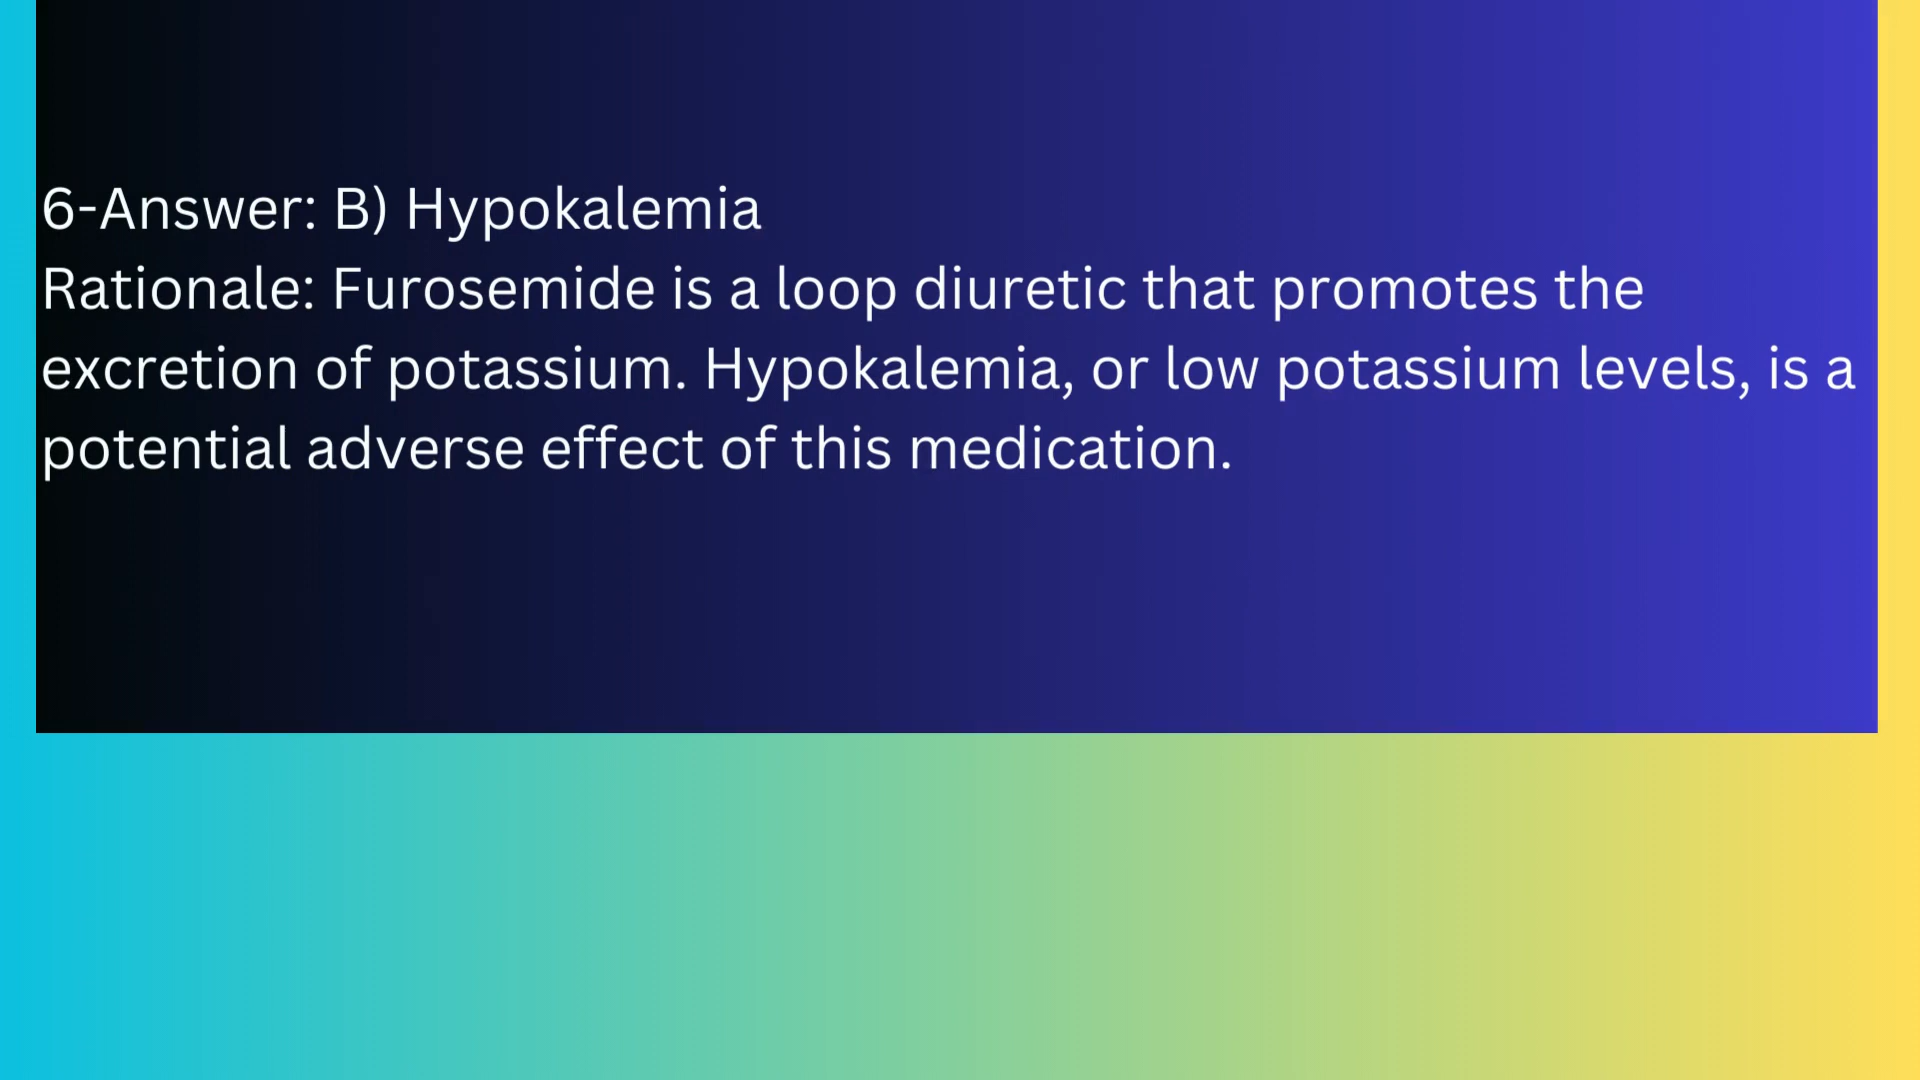 6-Answer: B) Hypokalemia
Rationale: Furosemide is a loop diuretic that promotes the
excretion of potassium. Hypokalemia, or low potassium levels, is a
potential adverse effect of this medication.